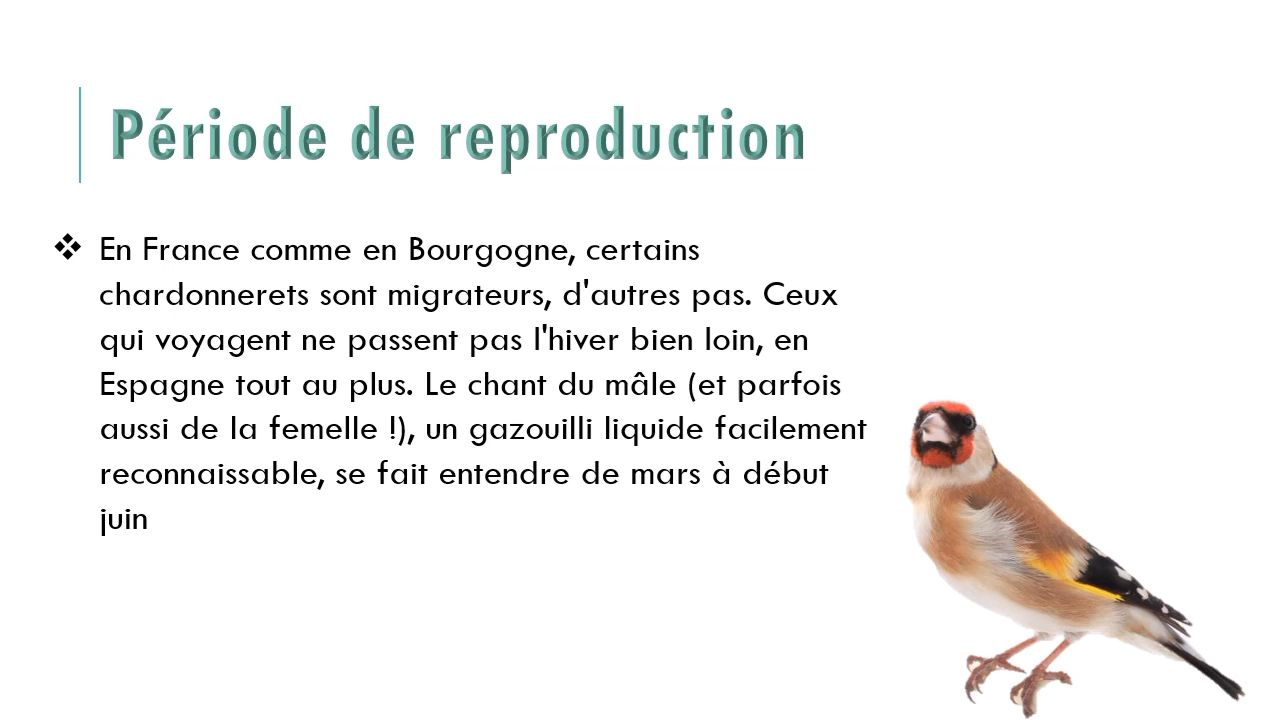 Période de reproduction
❖ En France comme en Bourgogne, certains
chardonnerets sont migrateurs, d'autres pas. Ceux
qui voyagent ne passent pas l'hiver bien loin, en
Espagne tout au plus. Le chant du mâle (et parfois
aussi de la femelle !), un gazouilli liquide facilement
reconnaissable, se fait entendre de mars à début
juin